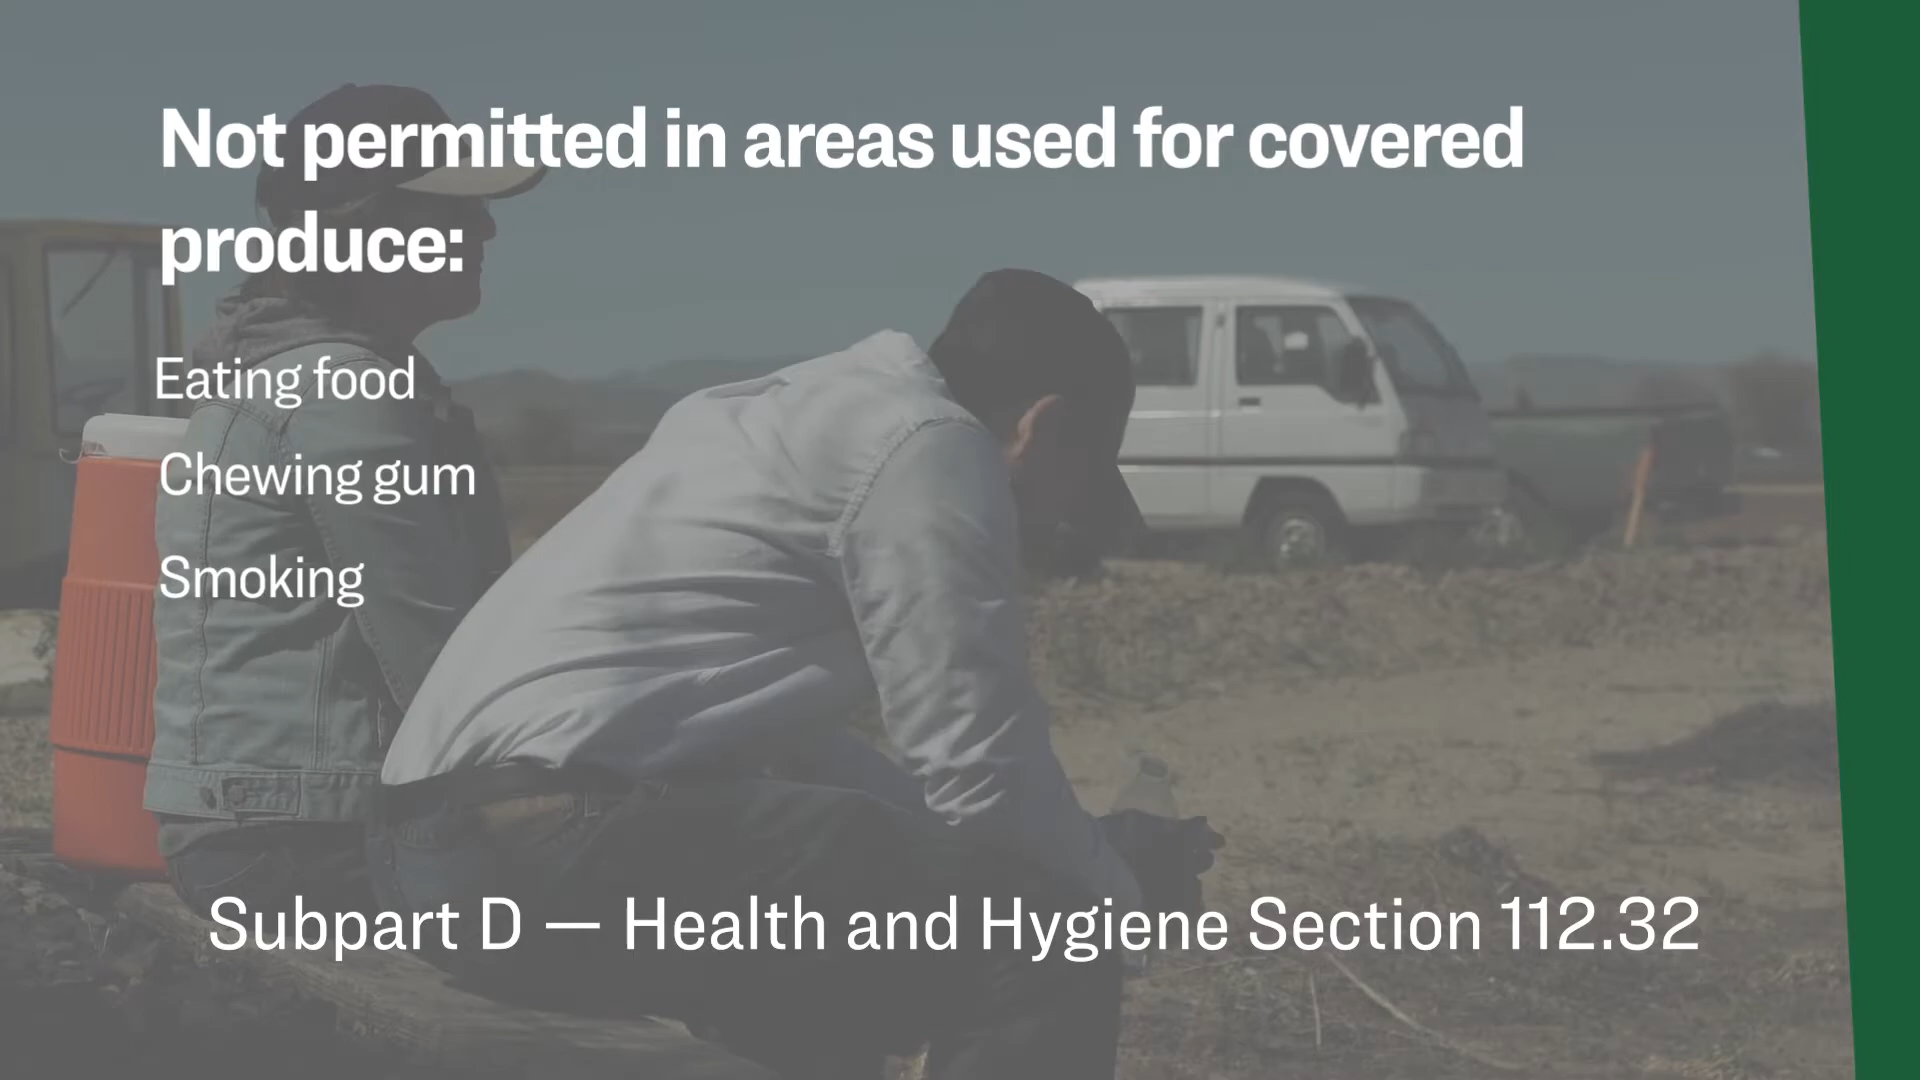 Not permitted in areas used for covered
produce:
Eating food
Chewing gum
Smoking
Subpart D — Health and Hygiene Section 112.32